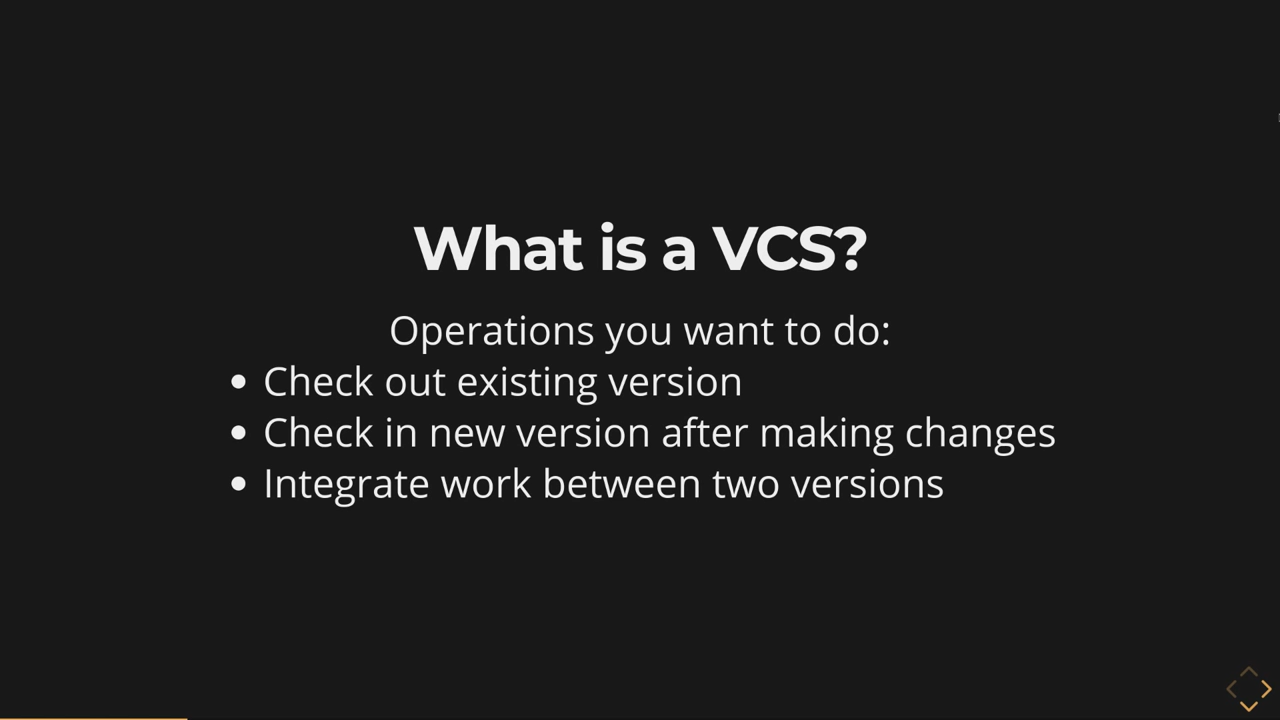 What is a VCS?
Operations you want to do:
Check out existing version
Check in new version after making changes
Integrate work between two versions